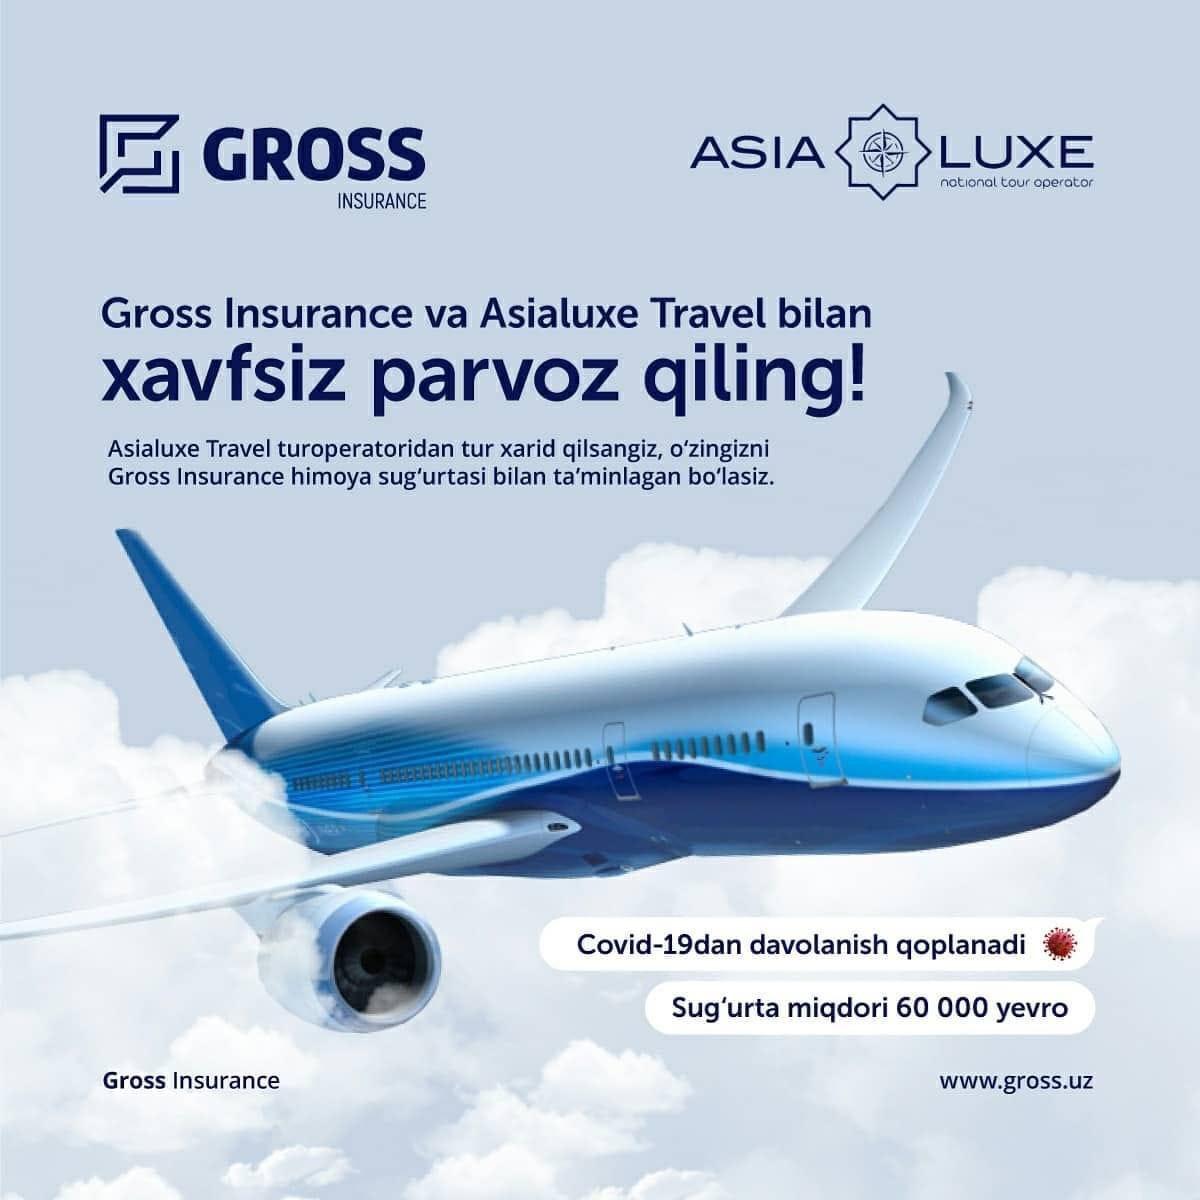 GROSS
INSURANCE
ASIA LUXE
national tour operator
Gross Insurance va Asialuxe Travel bilan
xavfsiz parvoz qiling!
Asialuxe Travel turoperatoridan tur xarid qilsangiz, o‘zingizni
Gross Insurance himoya sug‘urtasi bilan ta’minlagan bo‘lasiz.
Covid-19dan davolanish qoplanadi
Sug‘urta miqdori 60 000 yevro
Gross Insurance
www.gross.uz